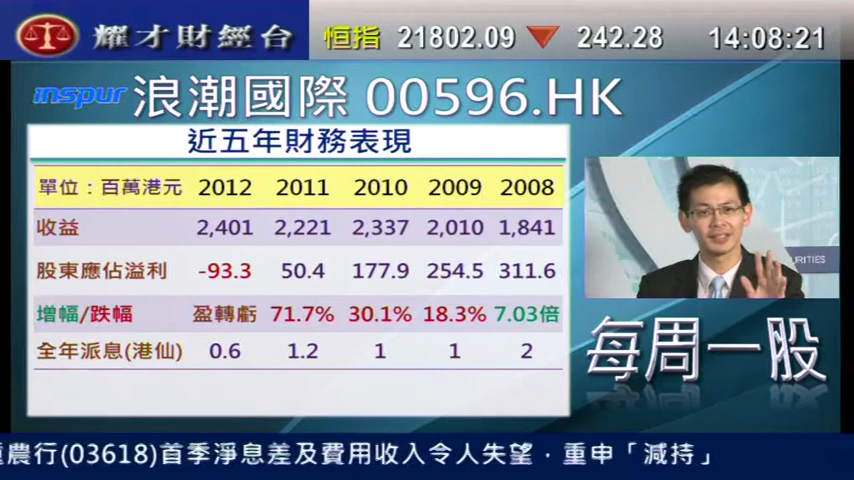 耀才財經台 恒指 21802.09 ▼ 242.28 14:08:21
inspur 浪潮國際 00596.HK
近五年財務表現
單位：百萬港元 2012 2011 2010 2009 2008
收益 2,401 2,221 2,337 2,010 1,841
股東應佔溢利 -93.3 50.4 177.9 254.5 311.6
增幅/跌幅 盈轉虧 71.7% 30.1% 18.3% 7.03倍
全年派息(港仙) 0.6 1.2 1 1 2
URITIES
每周一股
農行(03618)首季淨息差及費用收入令人失望﹐重申「減持」